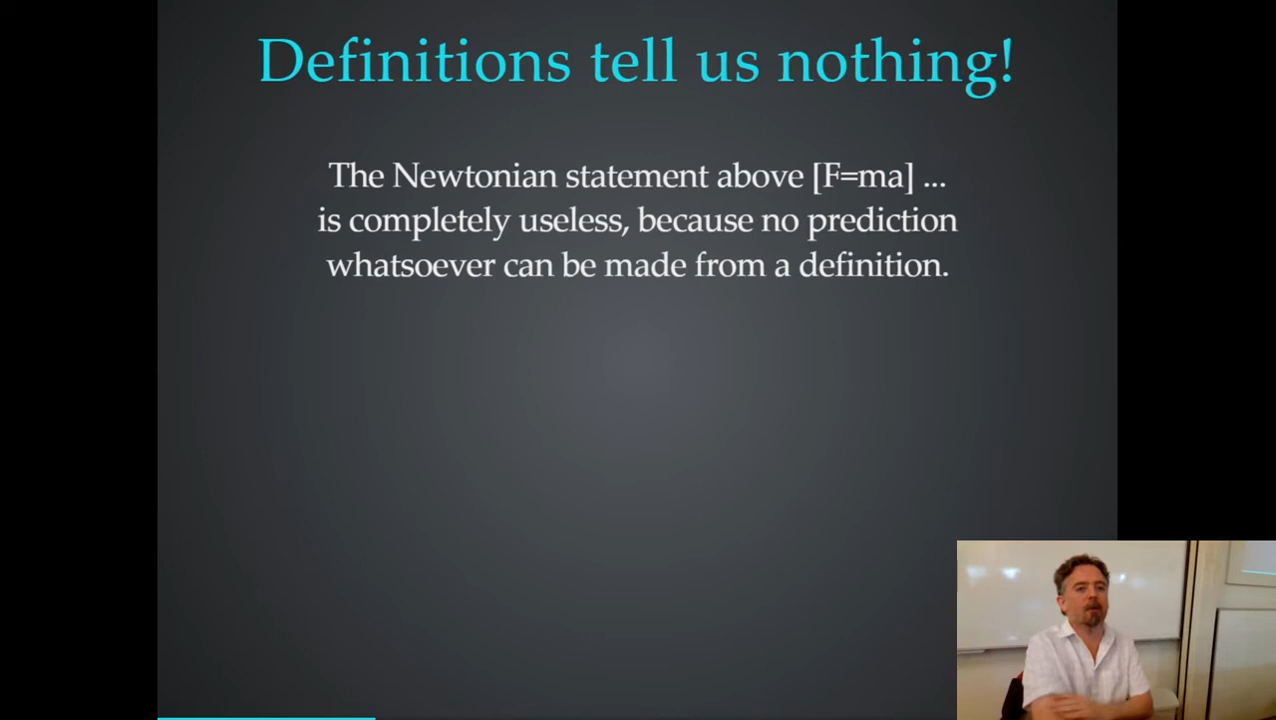 Definitions tell us nothing!
The Newtonian statement above [F=ma] ...
is completely useless, because no prediction
whatsoever can be made from a definition.